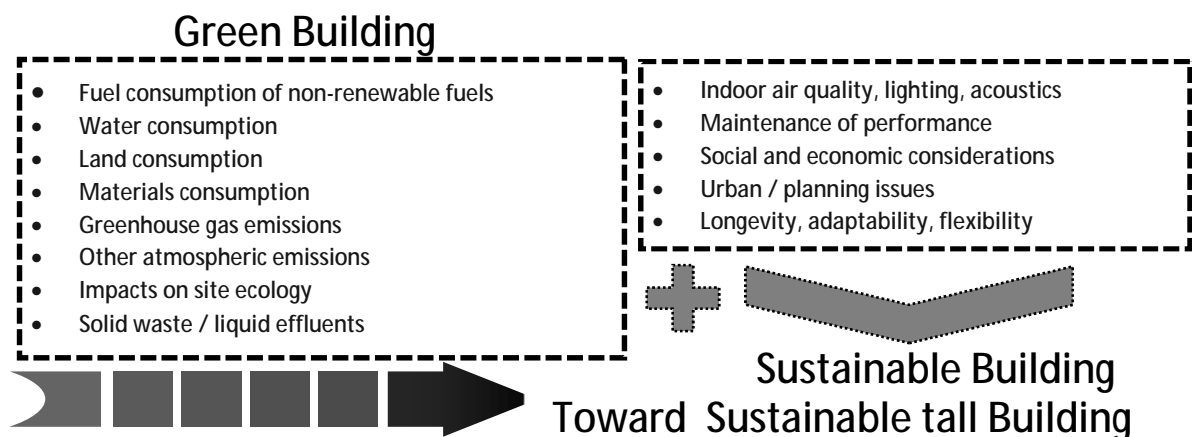 Green Building
• Fuel consumption of non-renewable fuels
• Water consumption
• Land consumption
• Materials consumption
• Greenhouse gas emissions
• Other atmospheric emissions
• Impacts on site ecology
• Solid waste / liquid effluents
• Indoor air quality, lighting, acoustics
• Maintenance of performance
• Social and economic considerations
• Urban / planning issues
• Longevity, adaptability, flexibility
Sustainable Building
Toward Sustainable tall Building